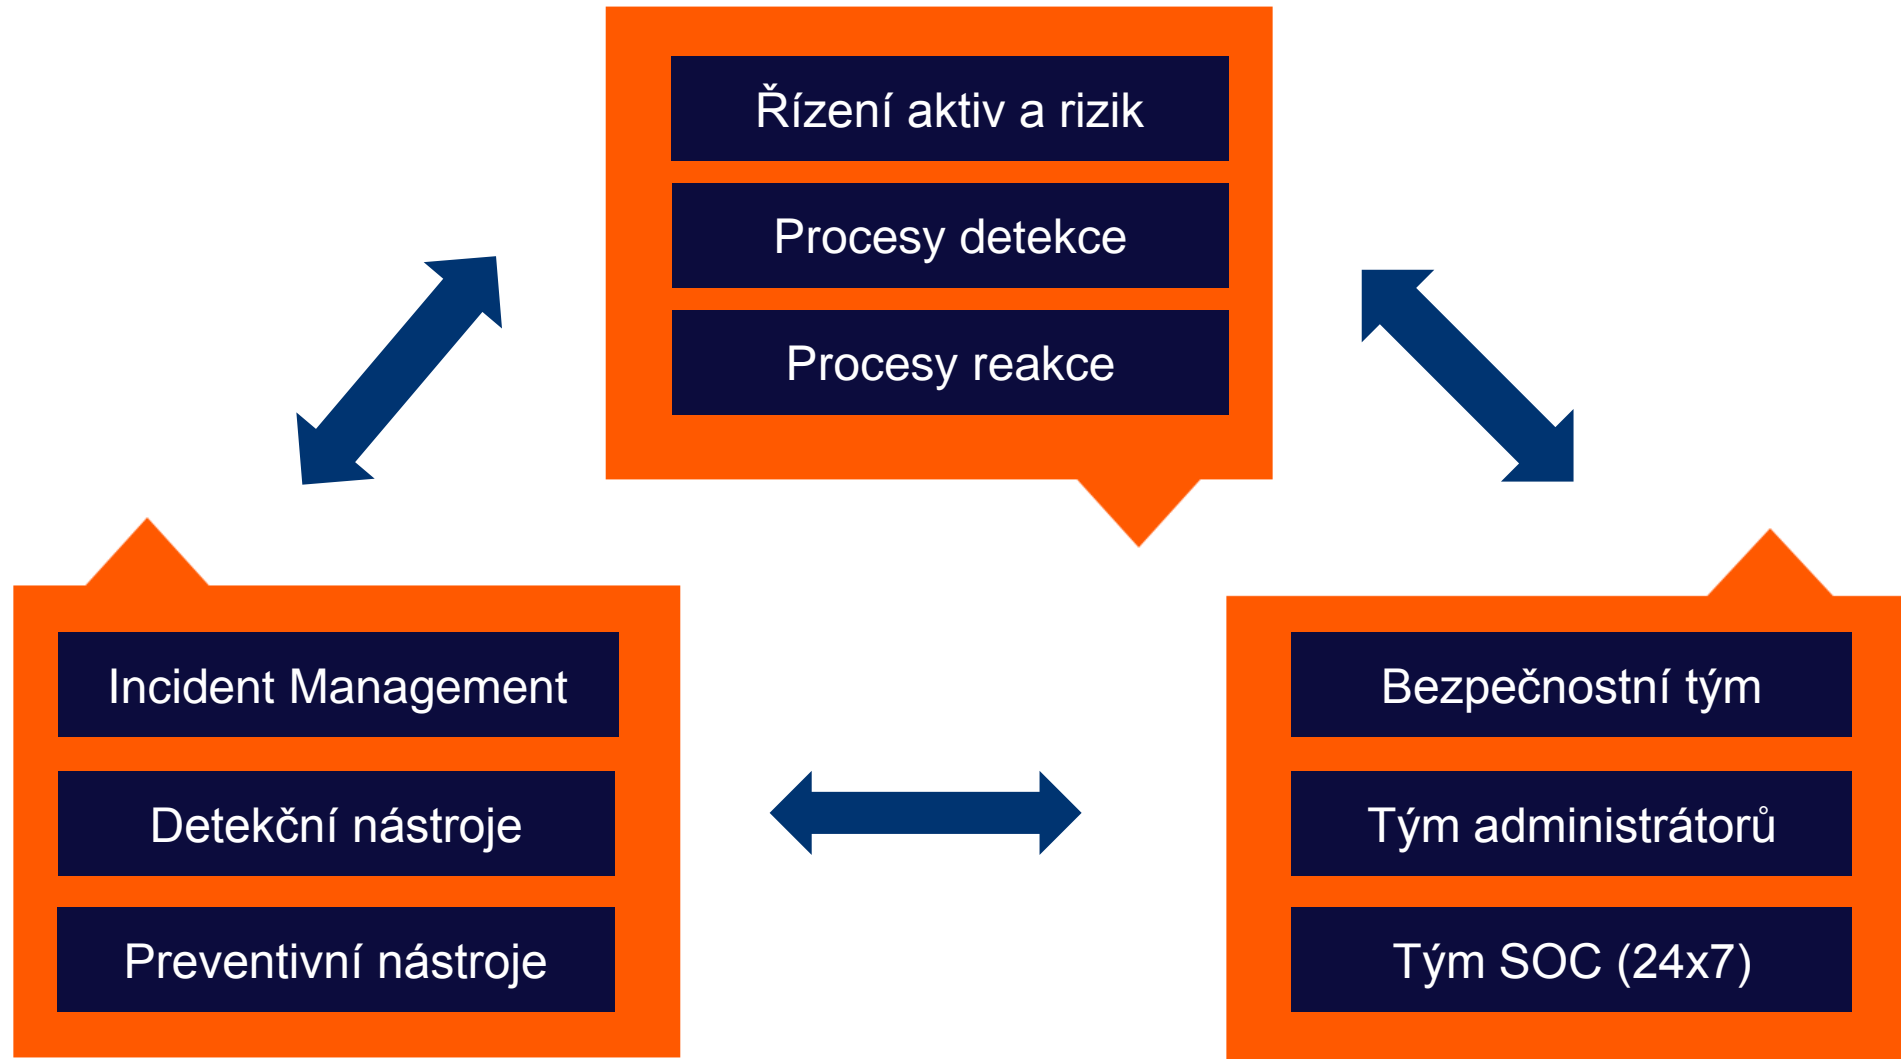 Řízení aktiv a rizik
Procesy detekce
Procesy reakce
Incident Management
Detekční nástroje
Preventivní nástroje
Bezpečnostní tým
Tým administrátorů
Tým SOC (24x7)